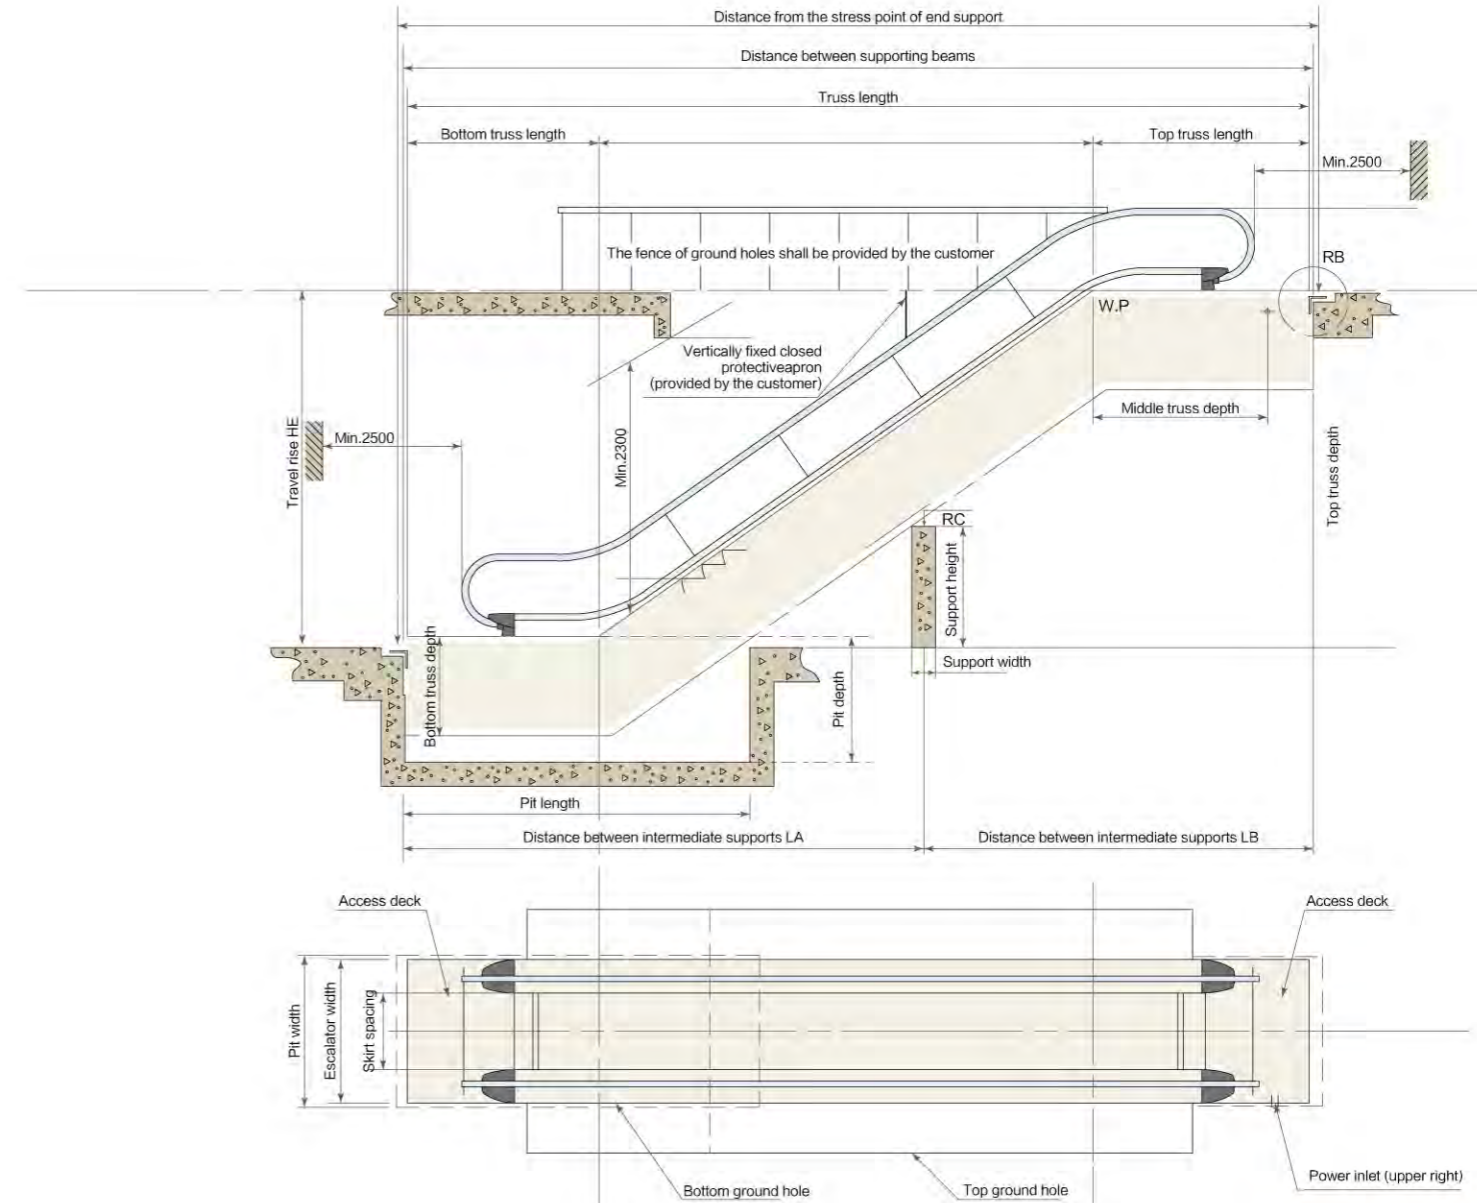 Distance from the stress point of end support
Distance between supporting beams
Truss length
Bottom truss length
Top truss length
Min.2500
The fence of ground holes shall be provided by the customer
RB
W.P
Vertically fixed closed
protectiveapron
(provided by the customer)
Middle truss depth
Travel rise HE
Min.2500
Min.2300
Top truss depth
RC
Support height
Support width
Bottom truss depth
Pit depth
Pit length
Distance between intermediate supports LA
Distance between intermediate supports LB
Access deck
Access deck
Pit width
Escalator width
Skirt spacing
Power inlet (upper right)
Bottom ground hole
Top ground hole